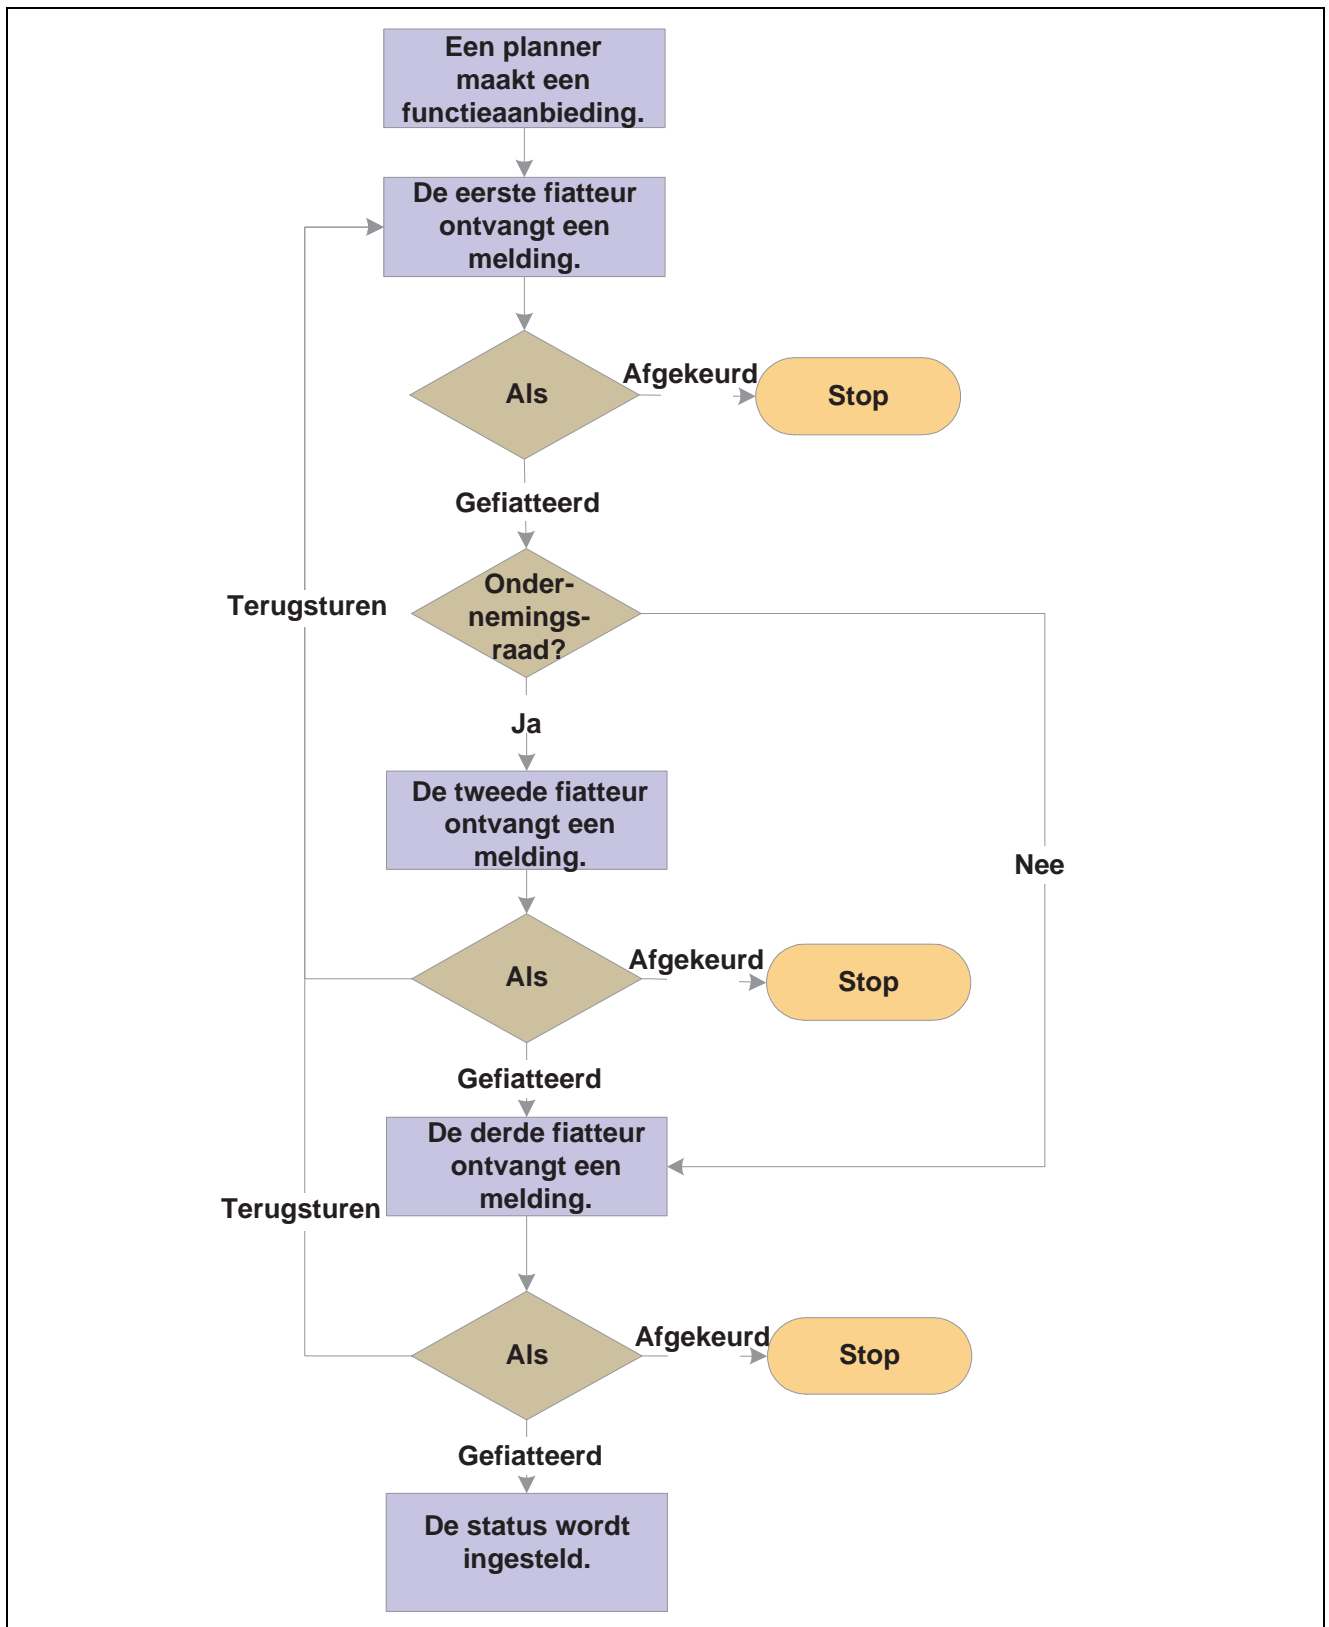 Een planner
maakt een
functieaanbieding.
De eerste fiatteur
ontvangt een
melding.
Als
Afgekeurd
Stop
Gefiatteerd
Onder-
nemings-
raad?
Terugsturen
Ja
De tweede fiatteur
ontvangt een
melding.
Nee
Als
Afgekeurd
Stop
Gefiatteerd
De derde fiatteur
ontvangt een
melding.
Terugsturen
Als
Afgekeurd
Stop
Gefiatteerd
De status wordt
ingesteld.